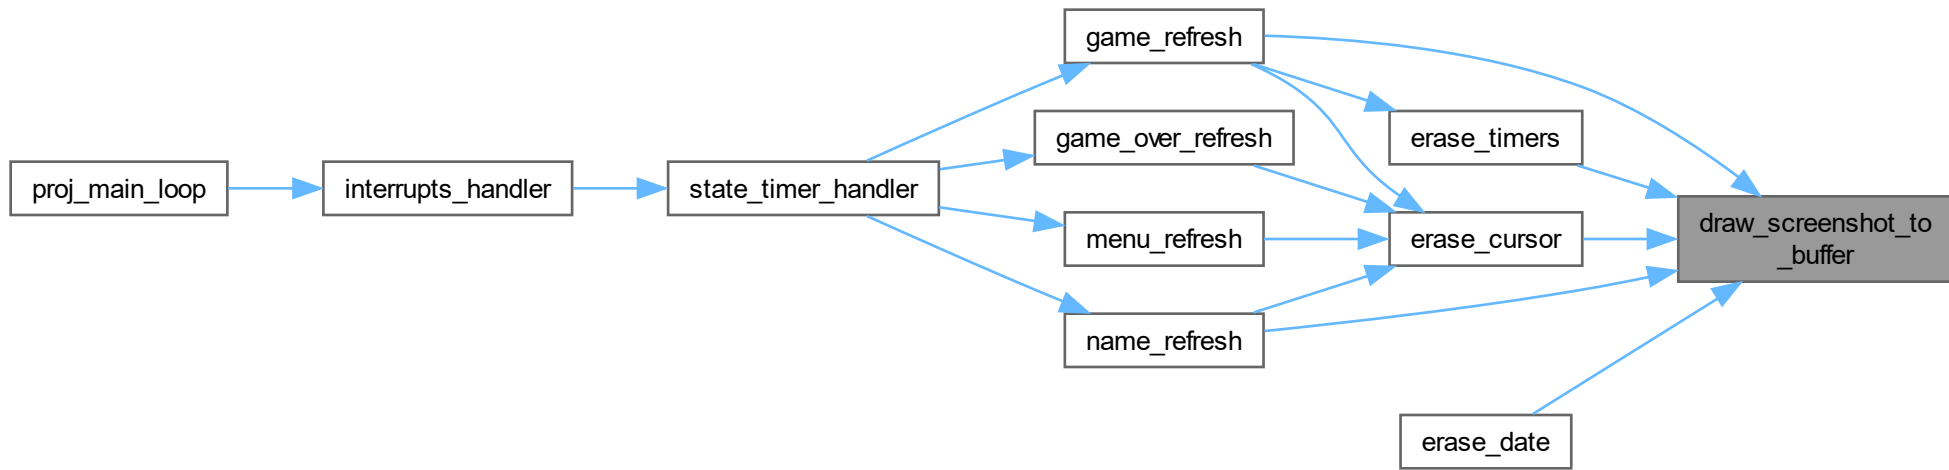 game_refresh
game_over_refresh
erase_timers
proj_main_loop
interrupts_handler
state_timer_handler
draw_screenshot_to
_buffer
menu_refresh
erase_cursor
name_refresh
erase_date